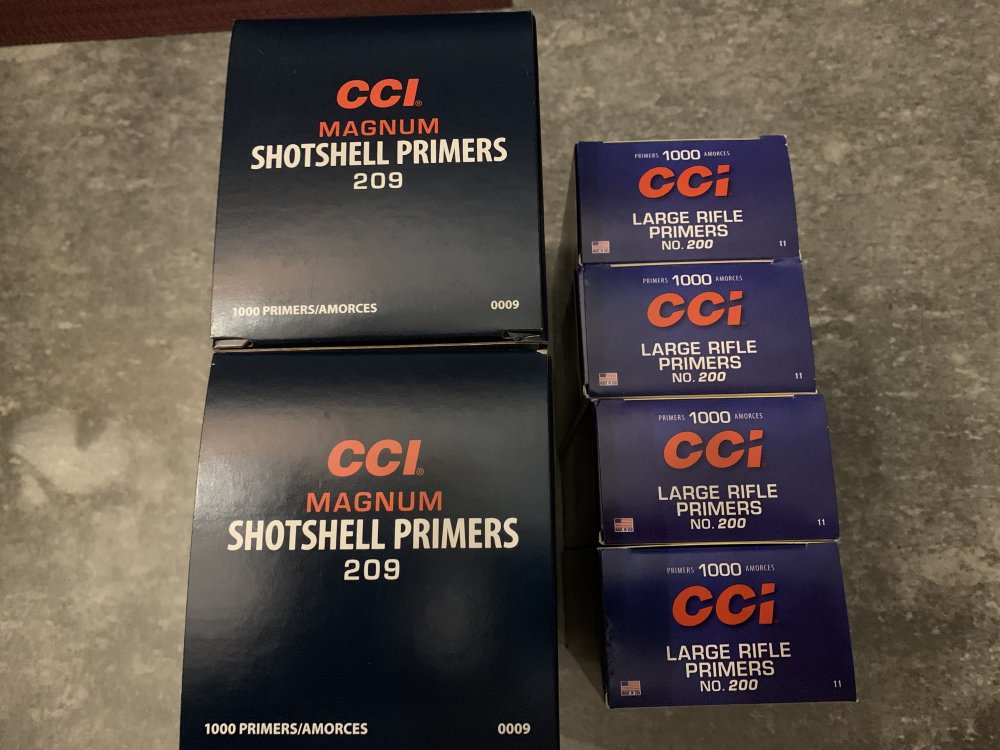 CCI®
MAGNUM
SHOTSHELL PRIMERS
209
1000 PRIMERS/AMORCES 0009
CCI®
MAGNUM
SHOTSHELL PRIMERS
209
1000 PRIMERS/AMORCES 0009
PRIMERS 1000 AMORCES
CCi
LARGE RIFLE
PRIMERS
NO. 200
11
PRIMERS 1000 AMORCES
CCi
LARGE RIFLE
PRIMERS
NO. 200
11
PRIMERS 1000 AMORCES
CCi
LARGE RIFLE
PRIMERS
NO. 200
11
PRIMERS 1000 AMORCES
CCi
LARGE RIFLE
PRIMERS
NO. 200
11